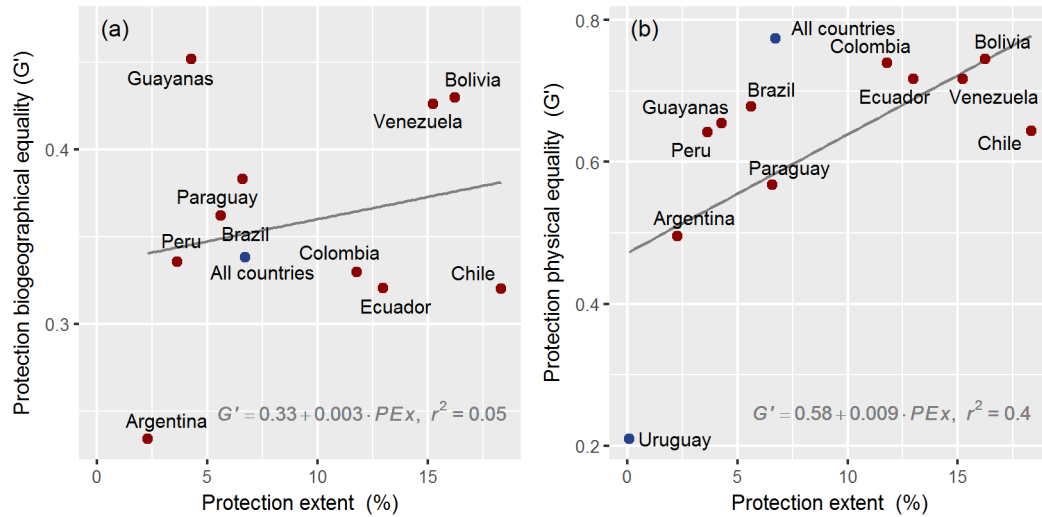 (a)
Protection biogeographical equality (G')
0.4
0.3
Guayanas
Bolivia
Venezuela
Paraguay
Peru
Brazil
All countries
Colombia
Ecuador
Chile
Argentina
G' = 0.33 + 0.003 · PEx, r² = 0.05
0 5 10 15
Protection extent (%)
(b)
Protection physical equality (G')
0.8
0.6
0.4
0.2
All countries
Colombia
Bolivia
Brazil
Ecuador
Venezuela
Guayanas
Peru
Chile
Paraguay
Argentina
G' = 0.58 + 0.009 · PEx, r² = 0.4
Uruguay
0 5 10 15
Protection extent (%)